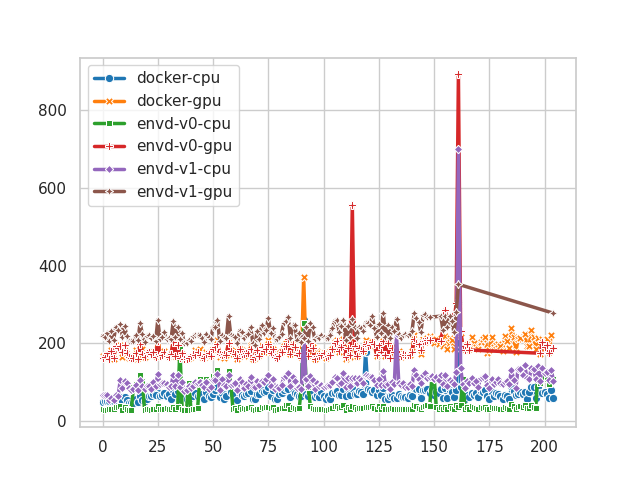 docker-cpu
docker-gpu
envd-v0-cpu
envd-v0-gpu
envd-v1-cpu
envd-v1-gpu
800
600
400
200
0
0 25 50 75 100 125 150 175 200